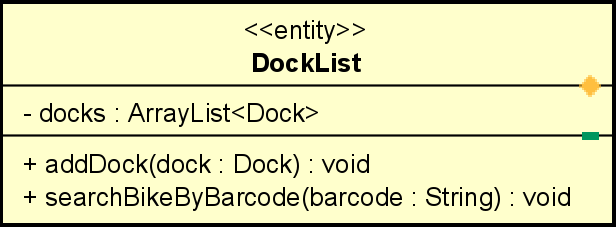 <<entity>>
DockList
- docks : ArrayList<Dock>
+ addDock(dock : Dock) : void
+ searchBikeByBarcode(barcode : String) : void